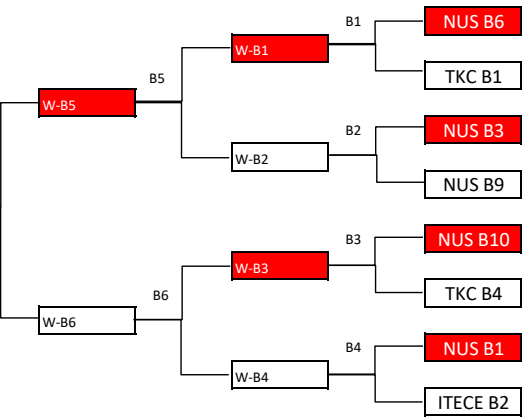 B1
NUS B6
W-B1
B5
TKC B1
W-B5
B2
NUS B3
W-B2
NUS B9
B3
NUS B10
W-B3
B6
TKC B4
W-B6
B4
NUS B1
W-B4
ITECE B2